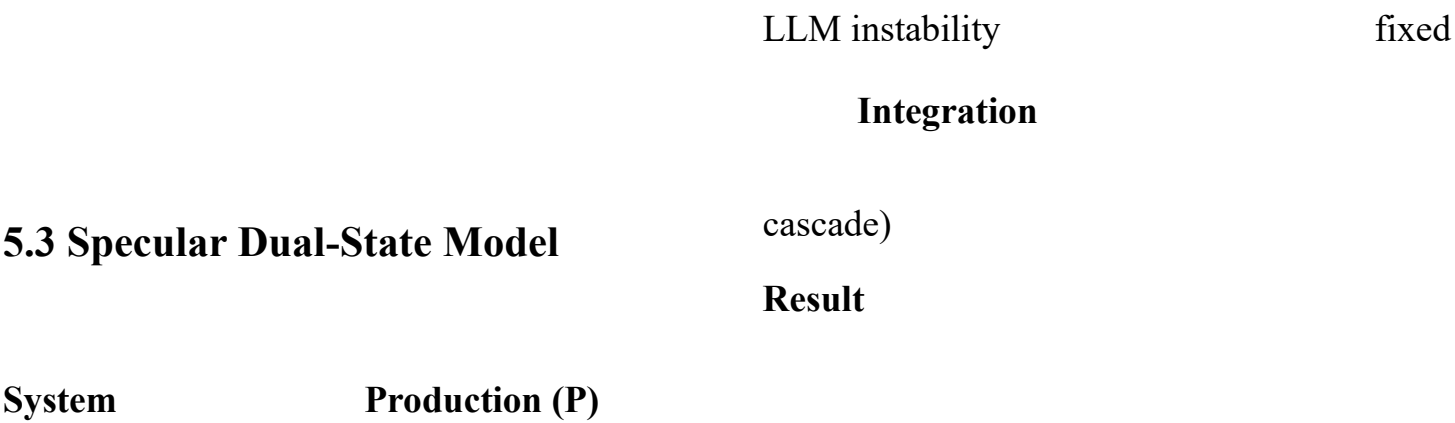 LLM instability fixed
Integration
cascade)
5.3 Specular Dual-State Model
Result
System Production (P)